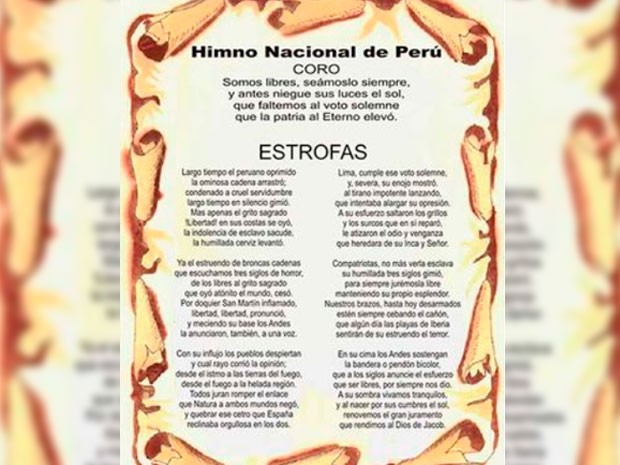 Himno Nacional de Perú
CORO
Somos libres, seámoslo siempre,
y antes niegue sus luces el sol,
que faltemos al voto solemne
que la patria al Eterno elevó.
ESTROFAS
Largo tiempo el peruano oprimido
la ominosa cadena arrastró;
condenado a cruel servidumbre
largo tiempo en silencio gimió.
Mas apenas el grito sagrado
!Libertad! en sus costas se oyó,
la indolencia de esclavo sacude,
la humillada cerviz levantó.
Ya el estruendo de broncas cadenas
que escuchamos tres siglos de horror,
de los libres al grito sagrado
que oyó atónito el mundo, cesó.
Por doquier San Martín inflamado,
libertad, libertad, pronunció,
y meciendo su base los Andes
la anunciaron, también, a una voz.
Con su influjo los pueblos despiertan
y cual rayo corrió la opinión;
desde el istmo a las tierras del fuego,
desde el fuego a la helada región.
Todos juran romper el enlace
que Natura a ambos mundos negó,
y quebrar ese cetro que España
reclinaba orgullosa en los dos.
Lima, cumple ese voto solemne,
y, severa, su enojo mostró.
al tirano impotente lanzando,
que intentaba alargar su opresión.
A su esfuerzo saltaron los grillos
y los surcos que en sí reparó,
le atizaron el odio y venganza
que heredara de su Inca y Señor.
Compatriotas, no más verla esclava
su humillada tres siglos gimió,
para siempre jurémosla libre
manteniendo su propio esplendor.
Nuestros brazos, hasta hoy desarmados
estén siempre cebando el cañón,
que algún día las playas de Iberia
sentirán de su estruendo el terror.
En su cima los Andes sostengan
la bandera o pendón bicolor,
que a los siglos anuncie el esfuerzo
que ser libres, por siempre nos dio.
A su sombra vivamos tranquilos,
y al nacer por sus cumbres el sol,
renovemos el gran juramento
que rendimos al Dios de Jacob.